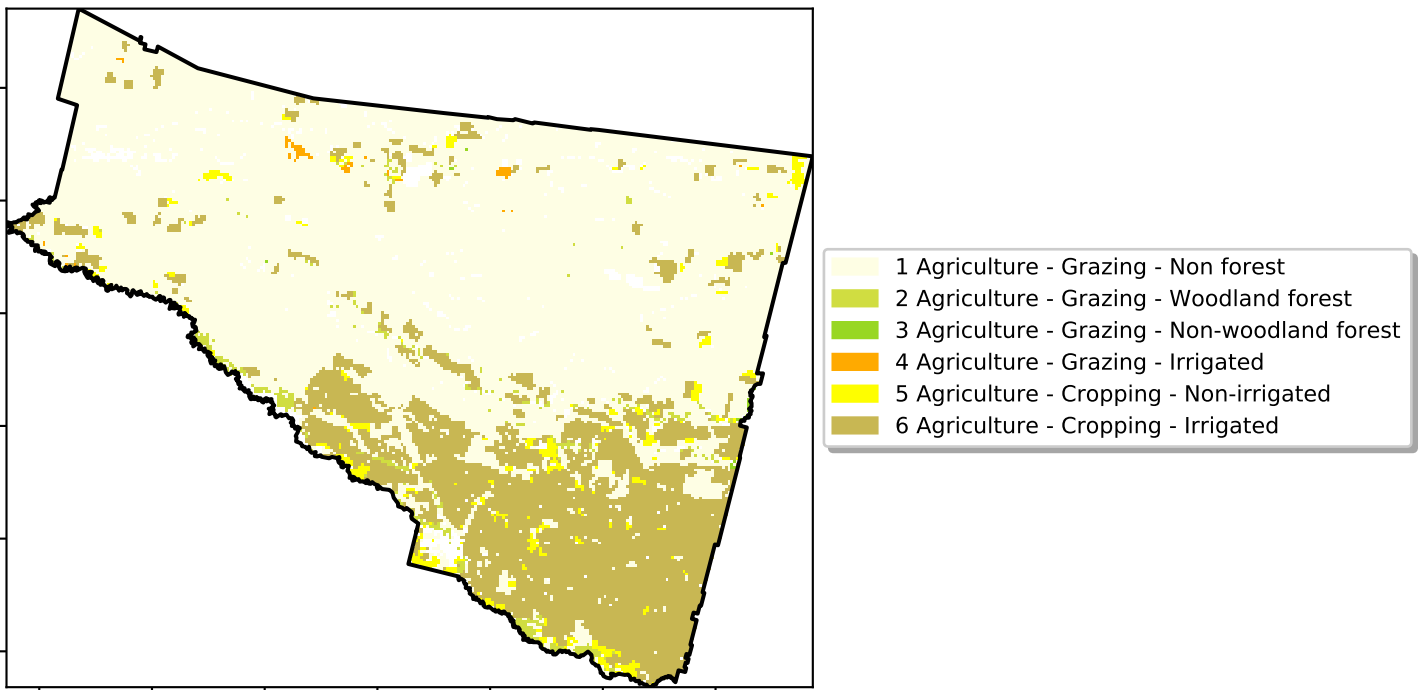 1 Agriculture - Grazing - Non forest
2 Agriculture - Grazing - Woodland forest
3 Agriculture - Grazing - Non-woodland forest
4 Agriculture - Grazing - Irrigated
5 Agriculture - Cropping - Non-irrigated
6 Agriculture - Cropping - Irrigated